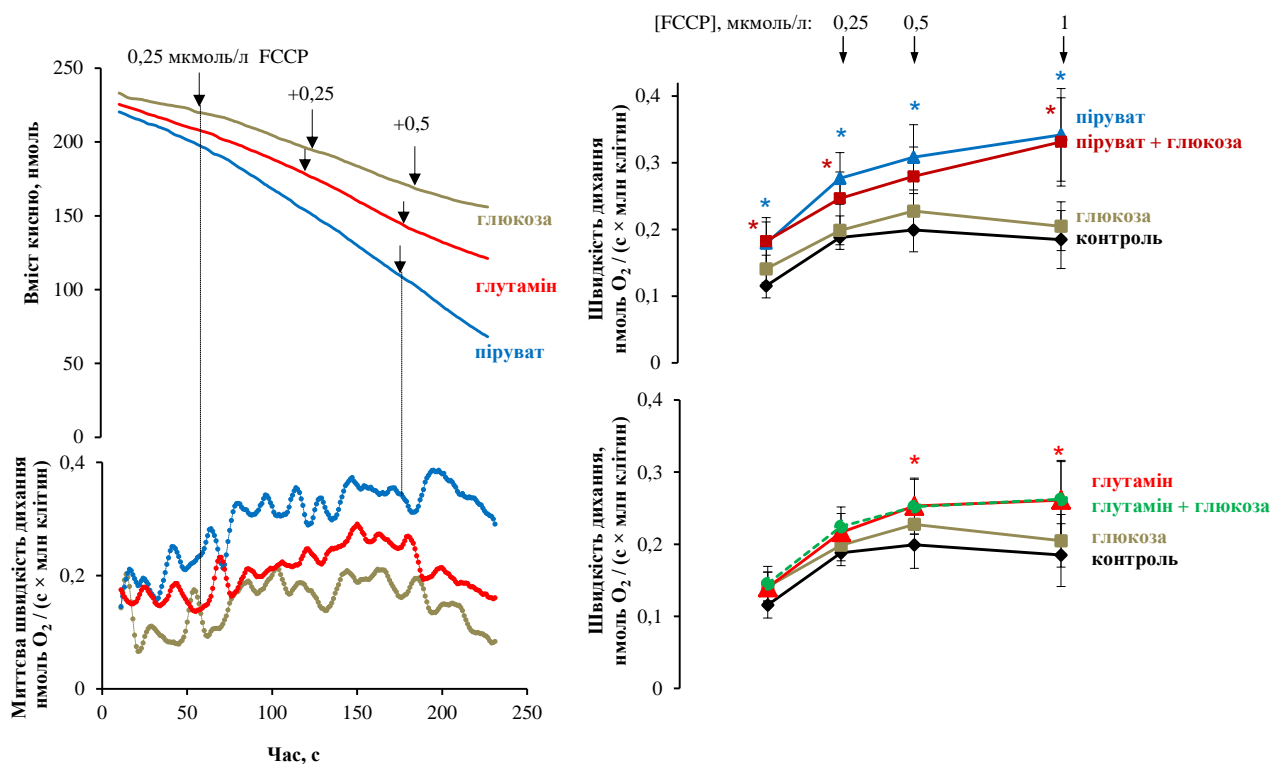 0,25 мкмоль/л FCCP
+0,25
+0,5
250
200
150
100
50
0
Вміст кисню, нмоль
глюкоза
глутамін
піруват
0,4
0,2
0
Миттєва швидкість дихання
нмоль O₂ / (с × млн клітин)
0
50
100
150
200
250
Час, с
[FCCP], мкмоль/л:
0,25
0,5
1
0,4
0,3
0,2
0,1
0
Швидкість дихання
нмоль O₂ / (с × млн клітин)
*
*
*
*
*
*
*
піруват
піруват + глюкоза
глюкоза
контроль
0,4
0,3
0,2
0,1
0
Швидкість дихання,
нмоль O₂ / (с × млн клітин)
*
*
глутамін
глутамін + глюкоза
глюкоза
контроль